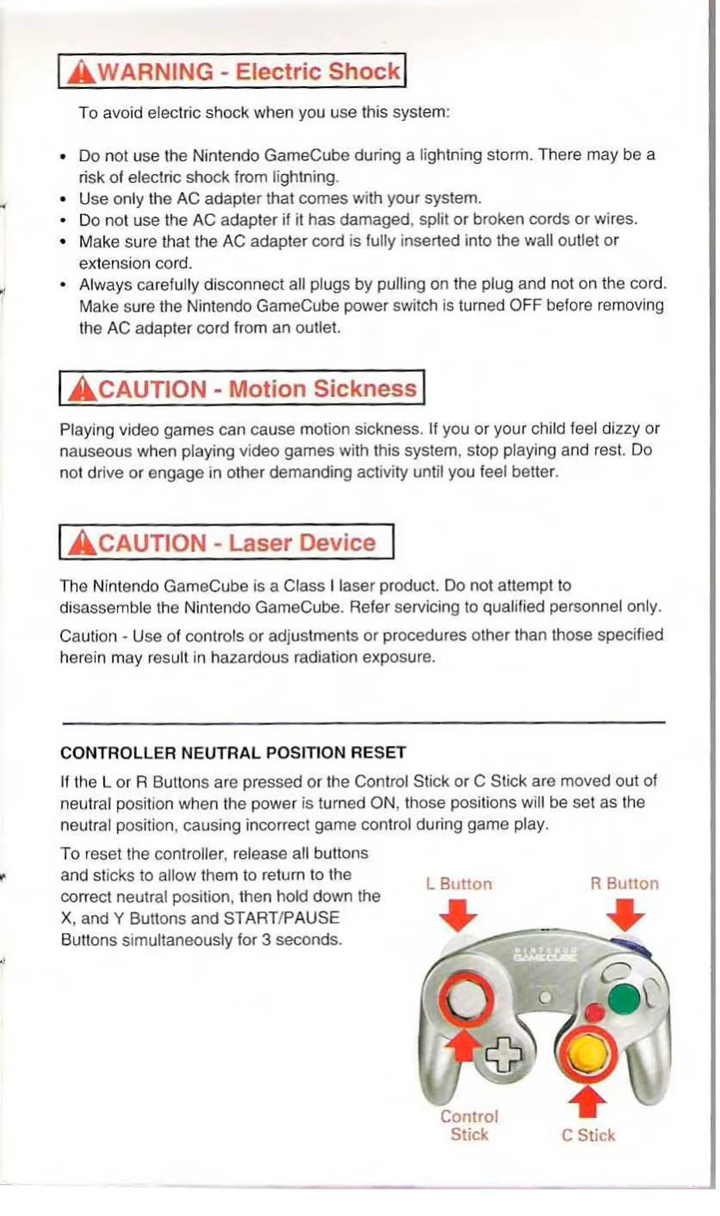 WARNING - Electric Shock
To avoid electric shock when you use this system:
• Do not use the Nintendo GameCube during a lightning storm. There may be a
risk of electric shock from lightning.
• Use only the AC adapter that comes with your system.
• Do not use the AC adapter if it has damaged, split or broken cords or wires.
• Make sure that the AC adapter cord is fully inserted into the wall outlet or
extension cord.
• Always carefully disconnect all plugs by pulling on the plug and not on the cord.
Make sure the Nintendo GameCube power switch is turned OFF before removing
the AC adapter cord from an outlet.
CAUTION - Motion Sickness
Playing video games can cause motion sickness. If you or your child feel dizzy or
nauseous when playing video games with this system, stop playing and rest. Do
not drive or engage in other demanding activity until you feel better.
CAUTION - Laser Device
The Nintendo GameCube is a Class I laser product. Do not attempt to
disassemble the Nintendo GameCube. Refer servicing to qualified personnel only.
Caution - Use of controls or adjustments or procedures other than those specified
herein may result in hazardous radiation exposure.
CONTROLLER NEUTRAL POSITION RESET
If the L or R Buttons are pressed or the Control Stick or C Stick are moved out of
neutral position when the power is turned ON, those positions will be set as the
neutral position, causing incorrect game control during game play.
To reset the controller, release all buttons
and sticks to allow them to return to the
correct neutral position, then hold down the
X, and Y Buttons and START/PAUSE
Buttons simultaneously for 3 seconds.
L Button
R Button
NINTENDO
GAMECUBE
Control
Stick
C Stick